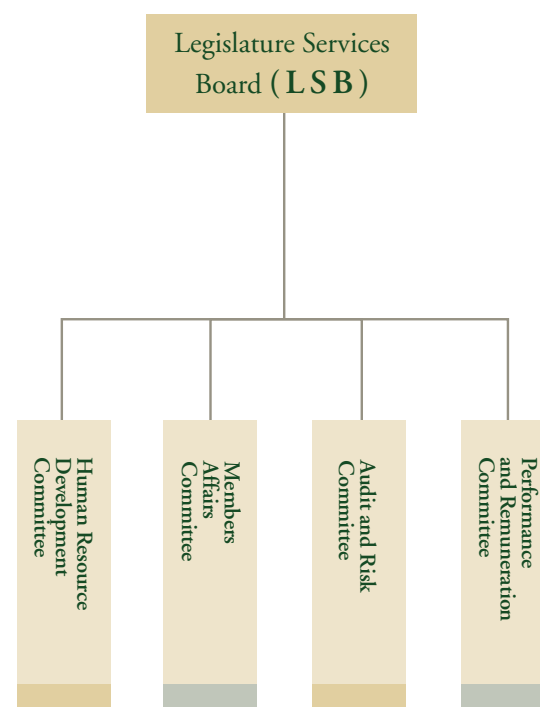 Legislature Services
Board (LSB)
Human Resource
Development
Committee
Members
Affairs
Committee
Audit and Risk
Committee
Performance
and Remuneration
Committee